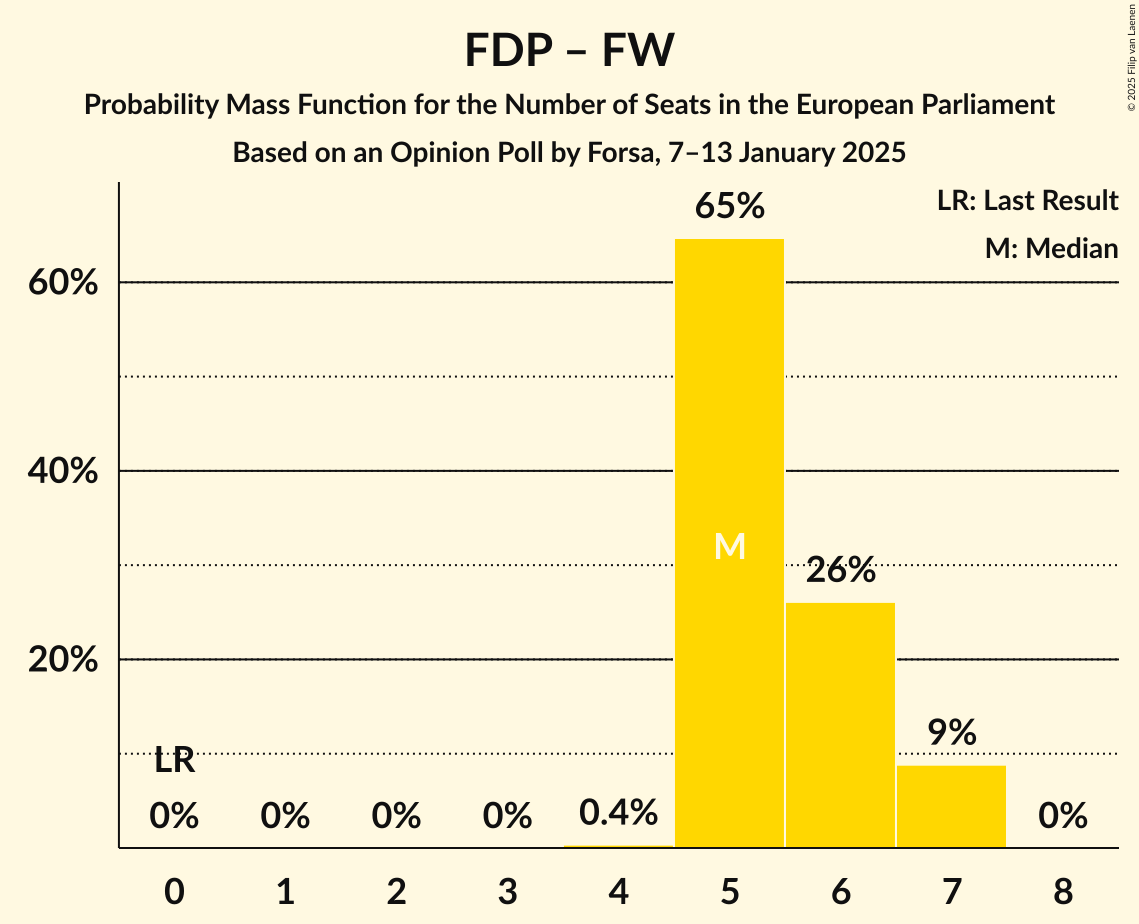 FDP – FW
Probability Mass Function for the Number of Seats in the European Parliament
Based on an Opinion Poll by Forsa, 7–13 January 2025
© 2025 Filip van Laenen
LR: Last Result
M: Median
65%
60%
40%
M
26%
20%
9%
LR
0% 0% 0% 0% 0.4% 0%
0 1 2 3 4 5 6 7 8